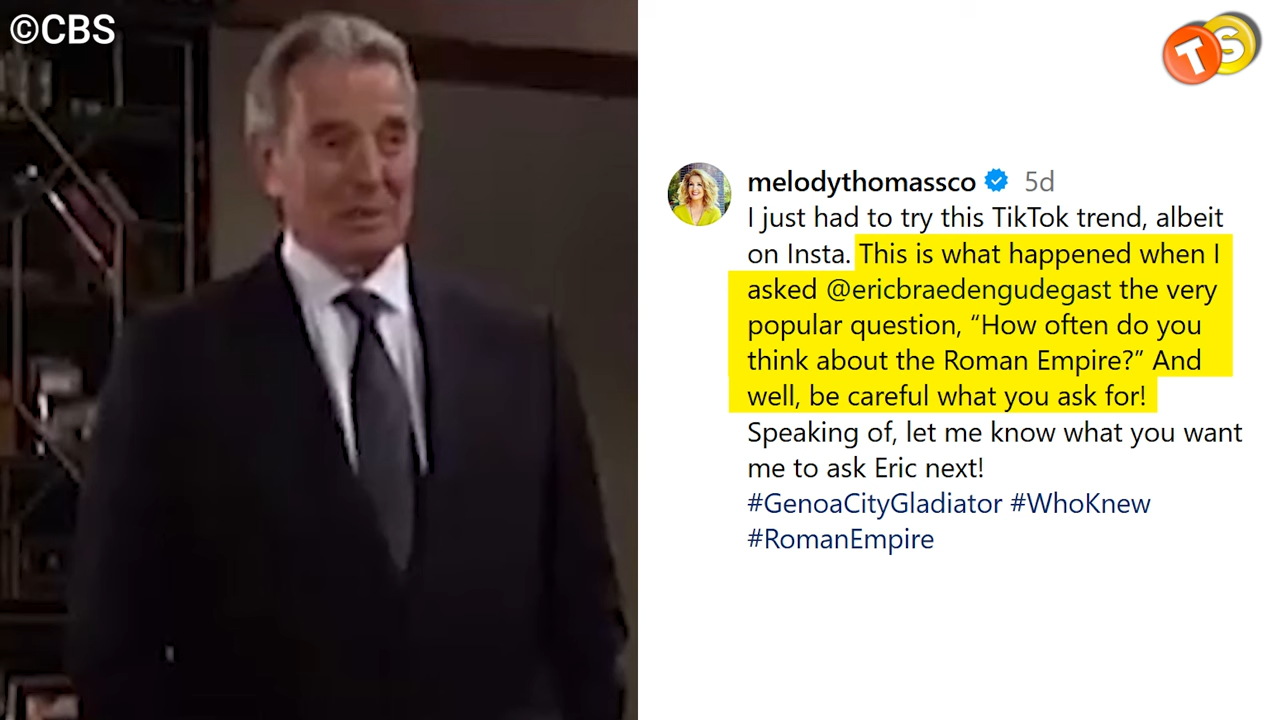 ©CBS
TS
melodythomassco 5d
I just had to try this TikTok trend, albeit
on Insta. This is what happened when I
asked @ericbraedengudegast the very
popular question, “How often do you
think about the Roman Empire?” And
well, be careful what you ask for!
Speaking of, let me know what you want
me to ask Eric next!
#GenoaCityGladiator #WhoKnew
#RomanEmpire